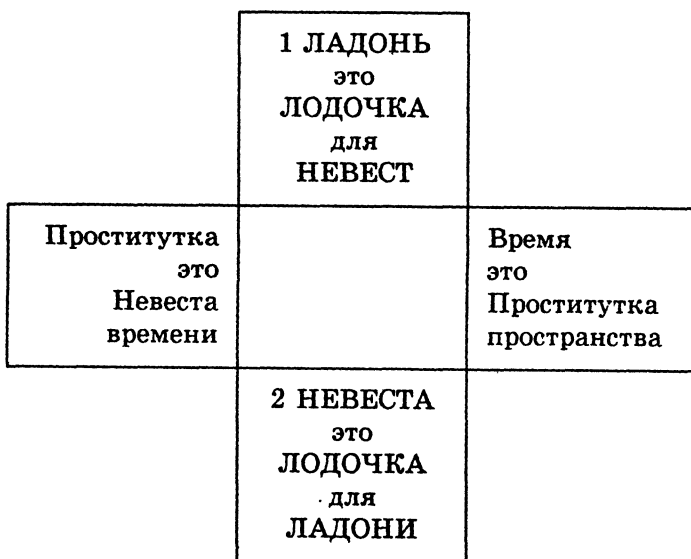 1 ЛАДОНЬ
это
ЛОДОЧКА
для
НЕВЕСТ
Проститутка
это
Невеста
времени
Время
это
Проститутка
пространства
2 НЕВЕСТА
это
ЛОДОЧКА
для
ЛАДОНИ